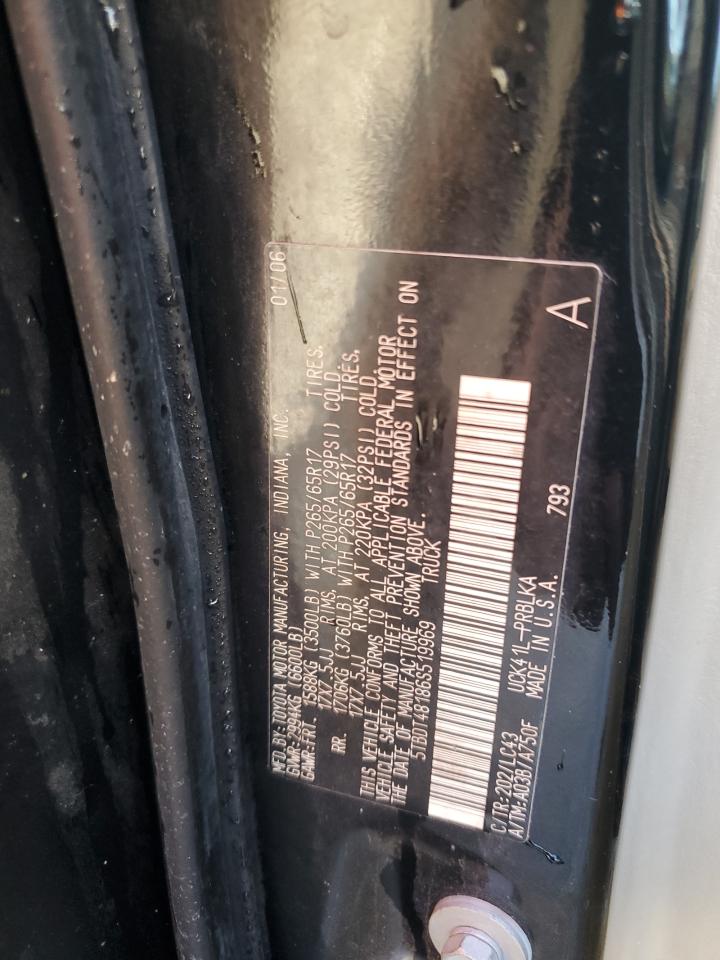 MFD.BY:TOYOTA MOTOR MANUFACTURING, INDIANA, INC. 01/06
GVWR:2994KG (6600LB)
GAWR:FRT. 1588KG (3500LB) WITH P265/65R17 TIRES.
17X7.5JJ RIMS, AT 200KPA (29PSI) COLD.
RR. 1706KG (3760LB) WITH P265/65R17 TIRES.
17X7.5JJ RIMS, AT 220KPA (32PSI) COLD.
THIS VEHICLE CONFORMS TO ALL APPLICABLE FEDERAL MOTOR
VEHICLE SAFETY AND THEFT PREVENTION STANDARDS IN EFFECT ON
THE DATE OF MANUFACTURE SHOWN ABOVE.
5TBDT48186S519969 TRUCK
C/TR:202/LC43 UCK41L-PRBLKA
A/TM:A03B/A750F MADE IN U.S.A. 793 A